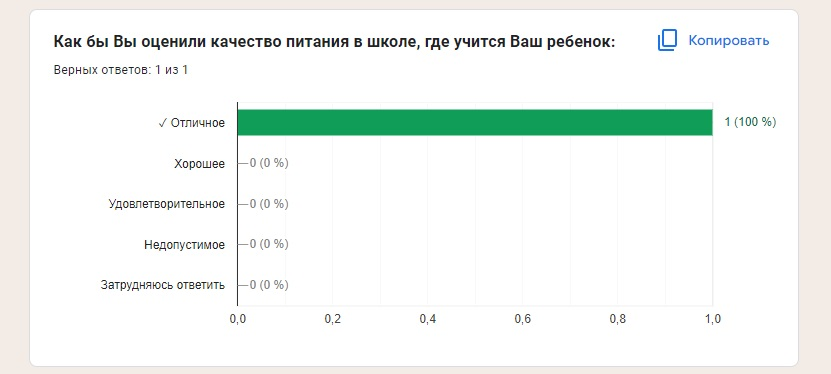 Как бы Вы оценили качество питания в школе, где учится Ваш ребенок:
Копировать
Верных ответов: 1 из 1
✓ Отличное
1 (100 %)
Хорошее
0 (0 %)
Удовлетворительное
0 (0 %)
Недопустимое
0 (0 %)
Затрудняюсь ответить
0 (0 %)
0,0
0,2
0,4
0,6
0,8
1,0